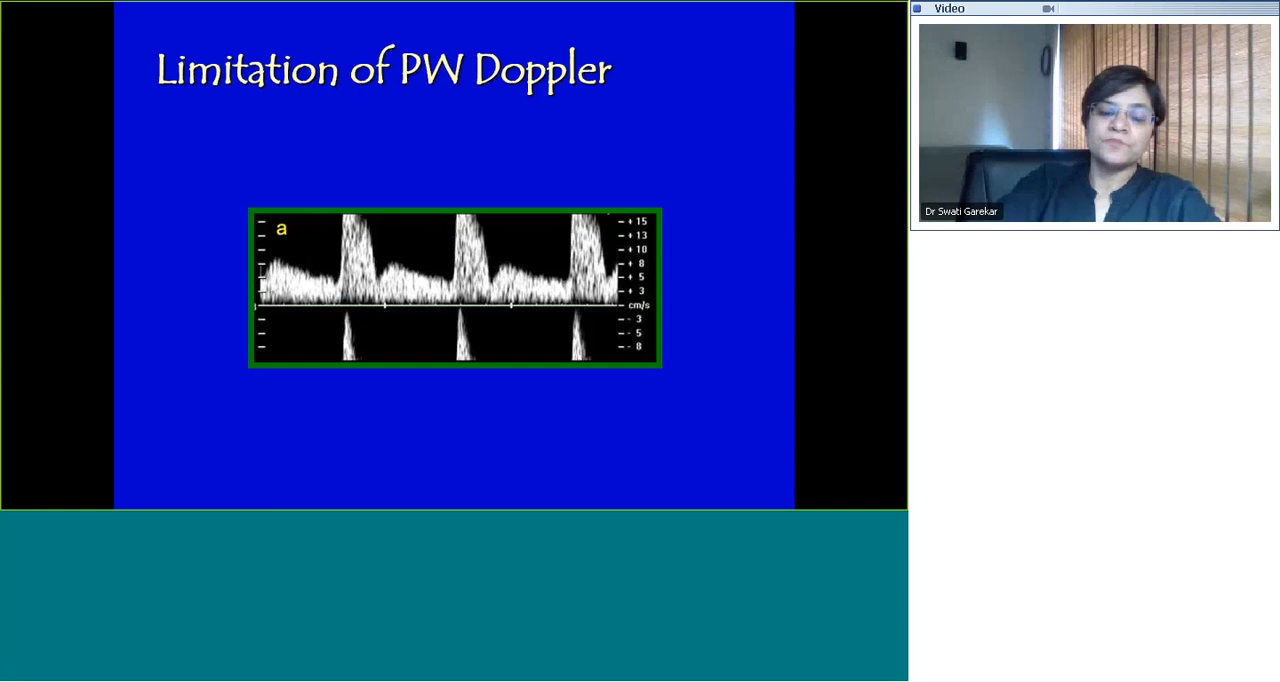 Limitation of PW Doppler
a
+ 15
+ 13
+ 10
+ 8
+ 5
+ 3
cm/s
- 3
- 5
- 8
Video
Dr Swati Garekar